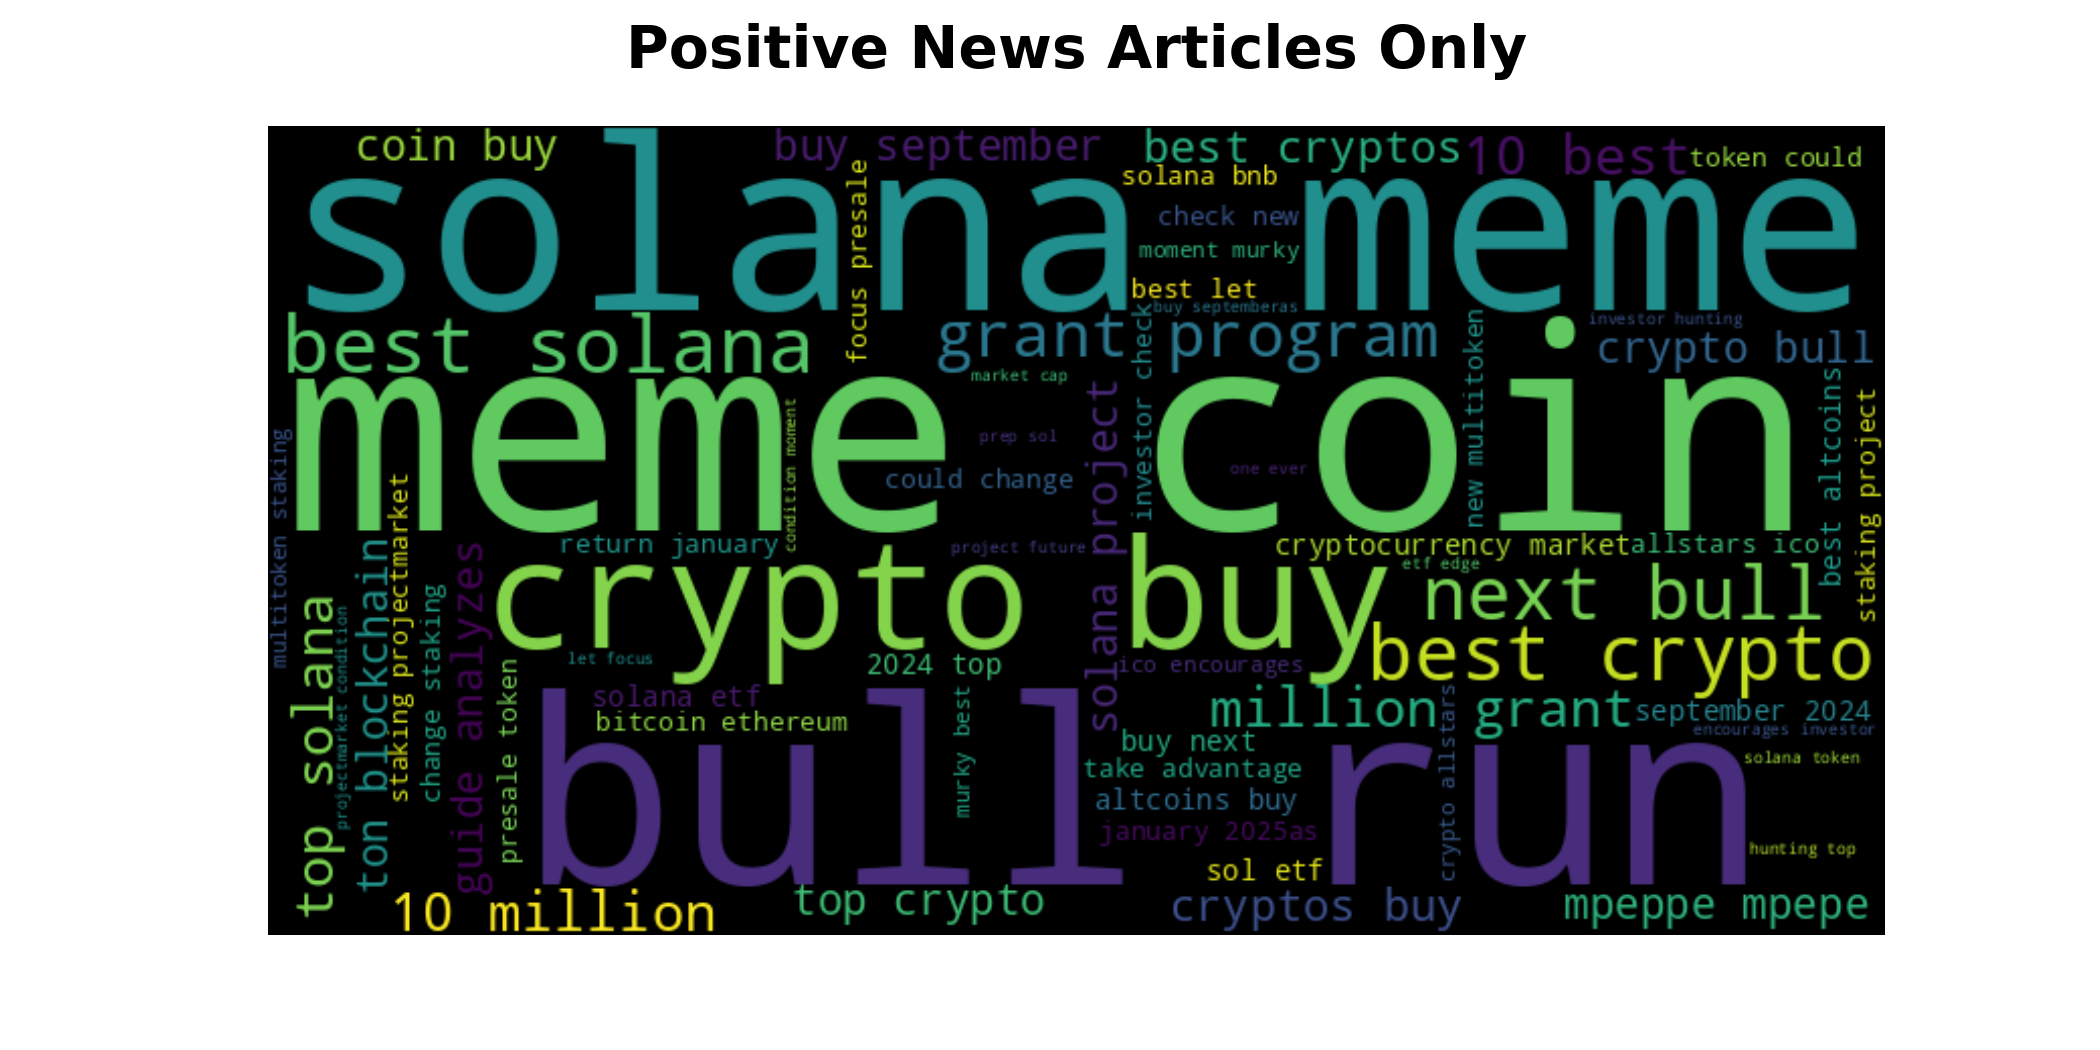 Positive News Articles Only
coin buy
buy september
best cryptos
10 best
token could
solana meme
focus presale
solana bnb
check new
moment murky
best let
buy septemberas
best solana
grant program
investor hunting
crypto bull
market cap
meme coin
investor check
new multitoken
best altcoins
staking project
solana project
condition moment
prep sol
one ever
could change
multitoken staking
staking projectmarket
return january
project future
cryptocurrency market
allstars ico
etf edge
crypto buy
next bull
best crypto
top solana
projectmarket condition
ton blockchain
change staking
guide analyzes
presale token
let focus
2024 top
ico encourages
solana etf
bitcoin ethereum
murky best
million grant
september 2024
encourages investor
buy next
take advantage
altcoins buy
january 2025as
crypto allstars
solana token
bull run
hunting top
sol etf
10 million
top crypto
cryptos buy
mpeppe mpepe